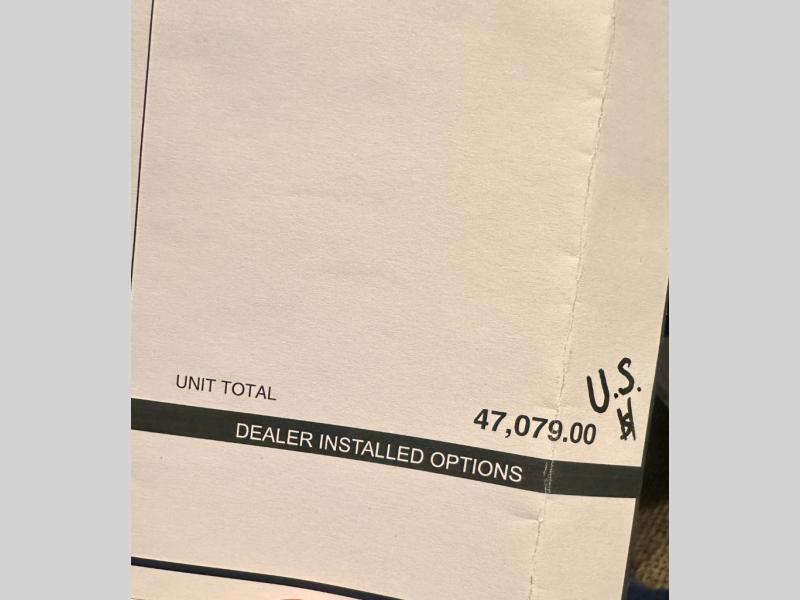 UNIT TOTAL
47,079.00 U.S. $
DEALER INSTALLED OPTIONS